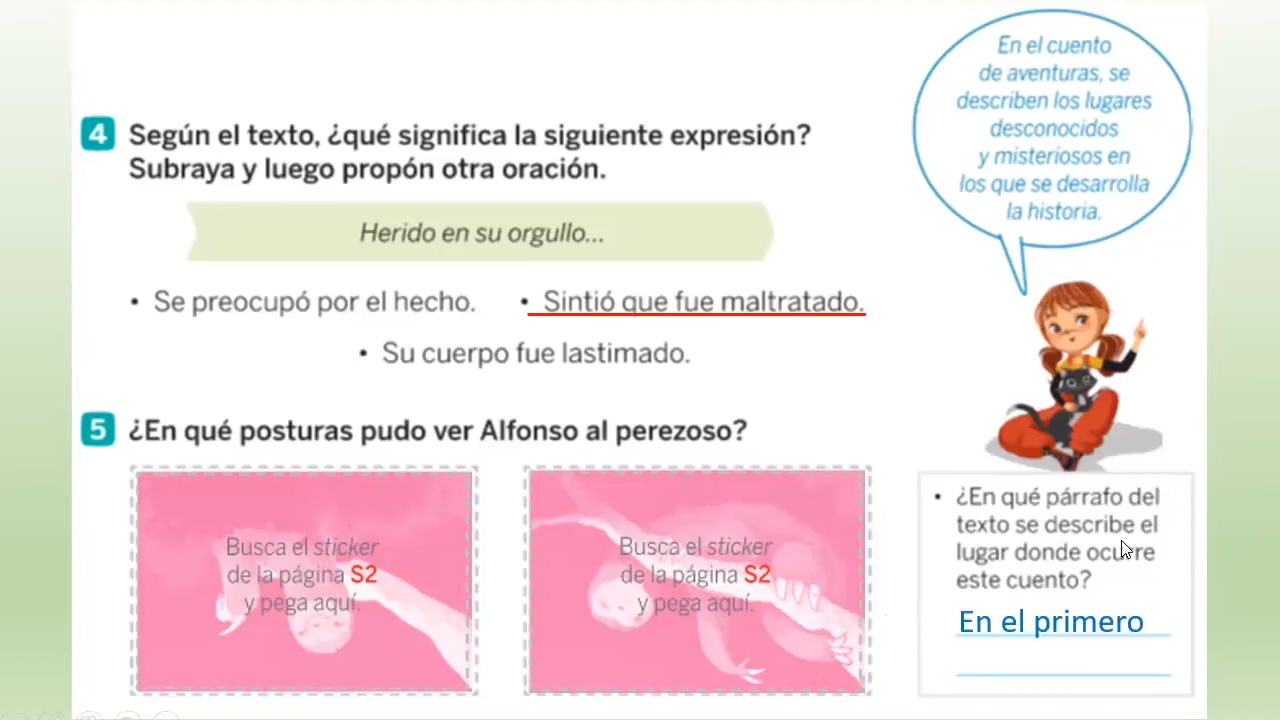 4 Según el texto, ¿qué significa la siguiente expresión?
Subraya y luego propón otra oración.
Herido en su orgullo...
• Se preocupó por el hecho.
• Sintió que fue maltratado.
• Su cuerpo fue lastimado.
5 ¿En qué posturas pudo ver Alfonso al perezoso?
Busca el sticker
de la página S2
y pega aquí.
Busca el sticker
de la página S2
y pega aquí.
En el cuento
de aventuras, se
describen los lugares
desconocidos
y misteriosos en
los que se desarrolla
la historia.
• ¿En qué párrafo del
texto se describe el
lugar donde ocurre
este cuento?
En el primero